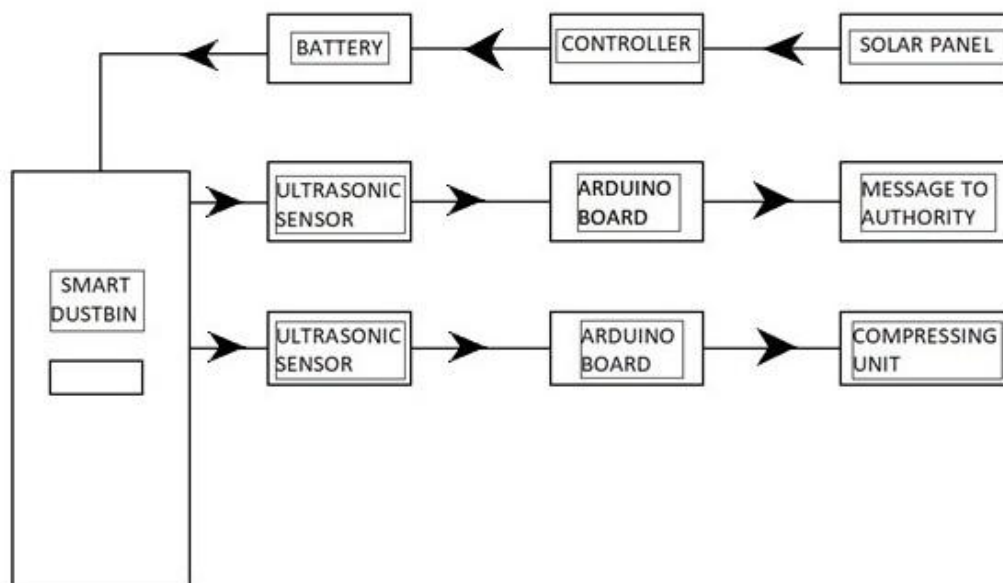 BATTERY
CONTROLLER
SOLAR PANEL
ULTRASONIC
SENSOR
ARDUINO
BOARD
MESSAGE TO
AUTHORITY
SMART
DUSTBIN
ULTRASONIC
SENSOR
ARDUINO
BOARD
COMPRESSING
UNIT